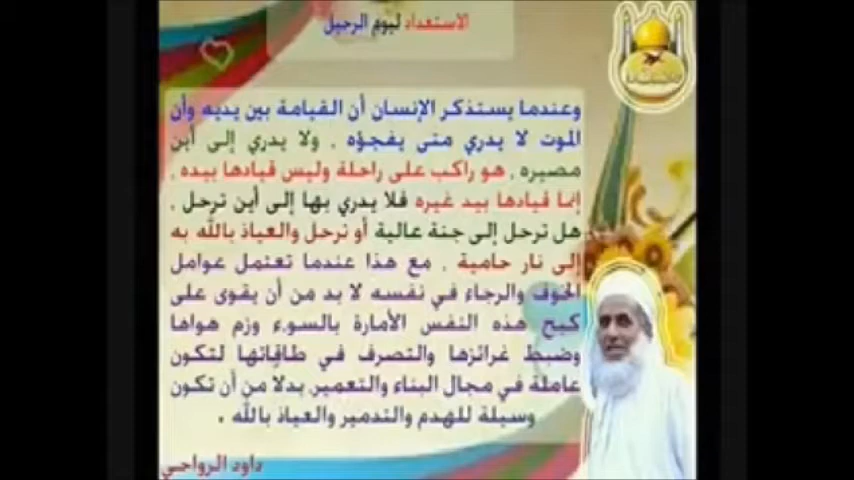 الاستعداد ليوم الرحيل
وعندما يستذكر الإنسان أن القيامة بين يديه وأن
الموت لا يدري متى يفجؤه . ولا يدري إلى أين
مصيره . هو راكب على راحلة وليس قيادها بيده .
إنما قيادها بيد غيره فلا يدري بها إلى أين ترحل .
هل ترحل إلى جنة عالية أو ترحل والعياذ بالله به
إلى نار حامية . مع هذا عندما تعتمل عوامل
الخوف والرجاء في نفسه لا بد من أن يقوى على
كبح هذه النفس الأمارة بالسوء وزم هواها
وضبط غرائزها والتصرف في طاقاتها لتكون
عاملة في مجال البناء والتعمير بدلا من أن تكون
وسيلة للهدم والتدمير والعياذ بالله .
داود الرواحي